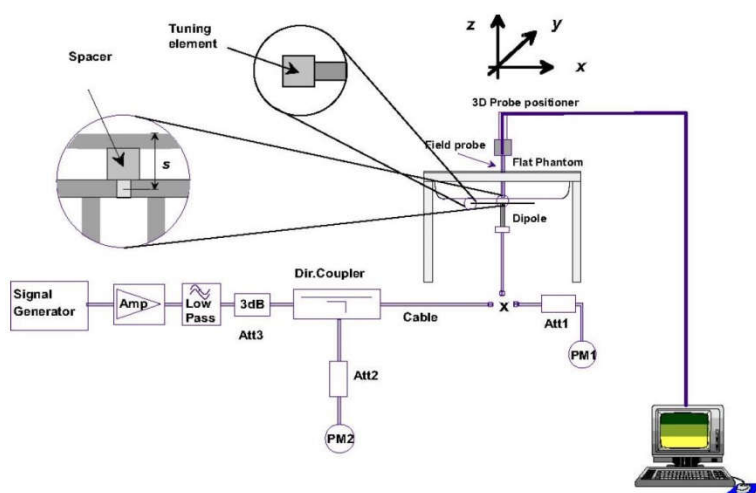 Tuning
element
Spacer
s
z
y
x
3D Probe positioner
Field probe
Flat Phantom
Dipole
Signal
Generator
Amp
Low
Pass
3dB
Att3
Dir.Coupler
Cable
x
Att1
PM1
Att2
PM2